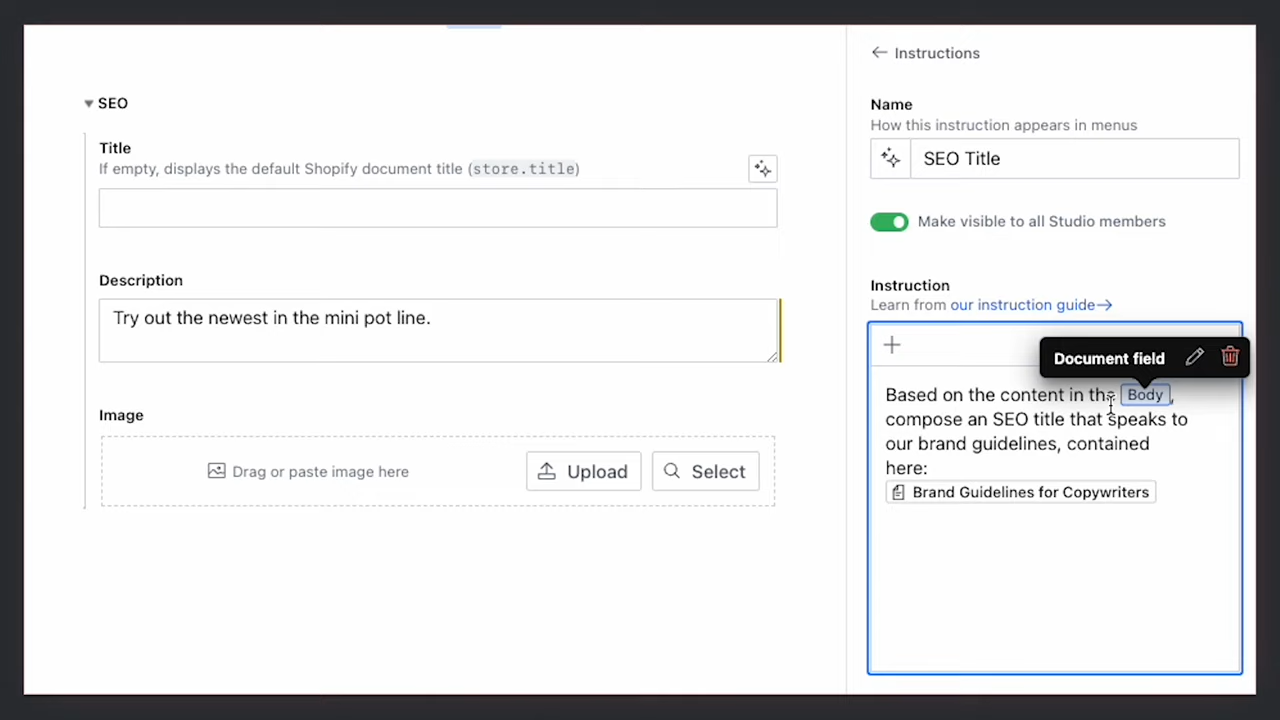 SEO
Title
If empty, displays the default Shopify document title (store.title)
Description
Try out the newest in the mini pot line.
Image
Drag or paste image here
Upload
Select
Instructions
Name
How this instruction appears in menus
SEO Title
Make visible to all Studio members
Instruction
Learn from our instruction guide→
Document field
Based on the content in the Body,
compose an SEO title that speaks to
our brand guidelines, contained
here:
Brand Guidelines for Copywriters